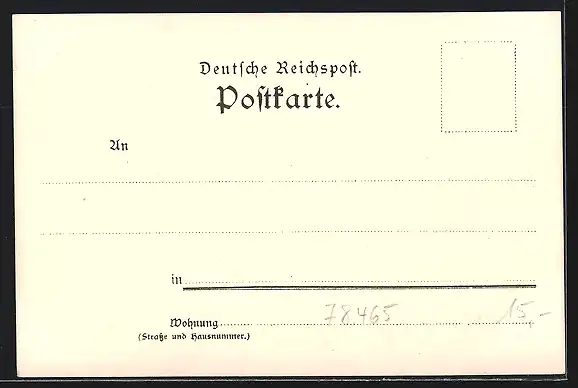 Deutſche Reichspoſt.
Poſtkarte.
An
in
Wohnung 78465 15,-
(Straße und Hausnummer.)